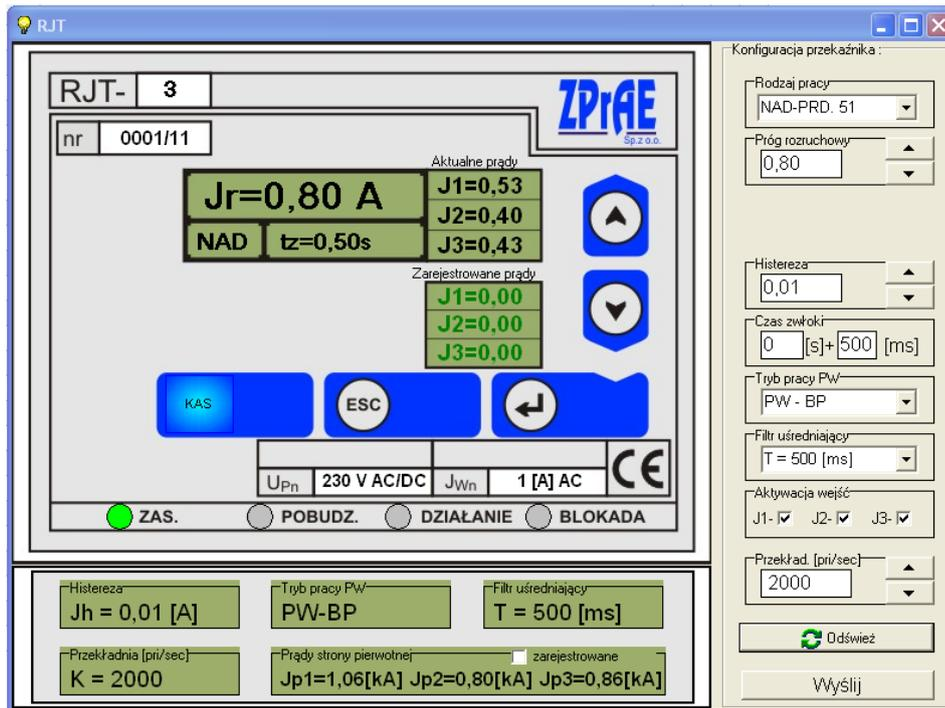 RJT
RJT- 3
ZPrAE
Sp.z o.o.
nr 0001/11
Aktualne prądy
Jr=0,80 A
J1=0,53
J2=0,40
NAD tz=0,50s
J3=0,43
Zarejestrowane prądy
J1=0,00
J2=0,00
J3=0,00
KAS
ESC
UPn 230 V AC/DC JWn 1 [A] AC
CE
ZAS. POBUDZ. DZIAŁANIE BLOKADA
Histereza
Jh = 0,01 [A]
Tryb pracy PW
PW-BP
Filtr uśredniający
T = 500 [ms]
Przekładnia [pri/sec]
K = 2000
Prądy strony pierwotnej zarejestrowane
Jp1=1,06[kA] Jp2=0,80[kA] Jp3=0,86[kA]
Konfiguracja przekaźnika :
Rodzaj pracy
NAD-PRD. 51
Próg rozruchowy
0,80
Histereza
0,01
Czas zwłoki
0 [s]+ 500 [ms]
Tryb pracy PW
PW - BP
Filtr uśredniający
T = 500 [ms]
Aktywacja wejść
J1- J2- J3-
Przekład. [pri/sec]
2000
Odśwież
Wyślij